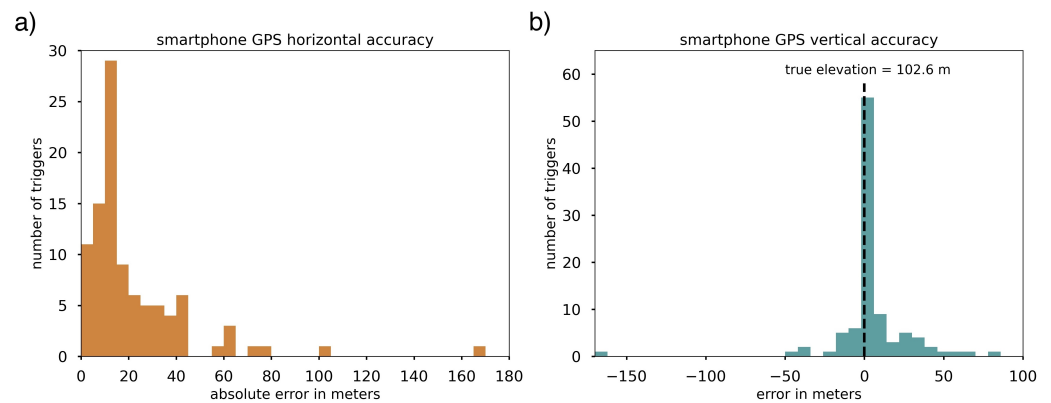 a)
smartphone GPS horizontal accuracy
number of triggers
30
25
20
15
10
5
0
0 20 40 60 80 100 120 140 160 180
absolute error in meters
b)
smartphone GPS vertical accuracy
true elevation = 102.6 m
number of triggers
60
50
40
30
20
10
0
−150 −100 −50 0 50 100
error in meters